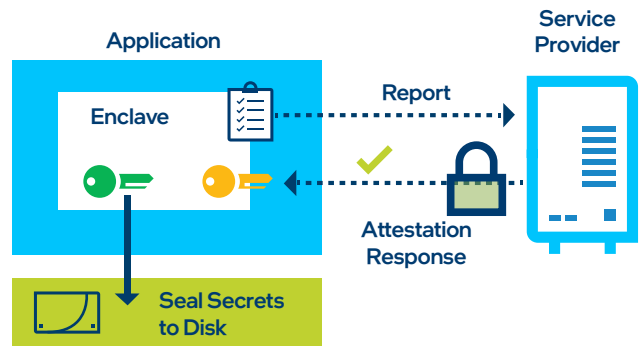 Service
Provider
Application
Report
Enclave
Attestation
Response
Seal Secrets
to Disk